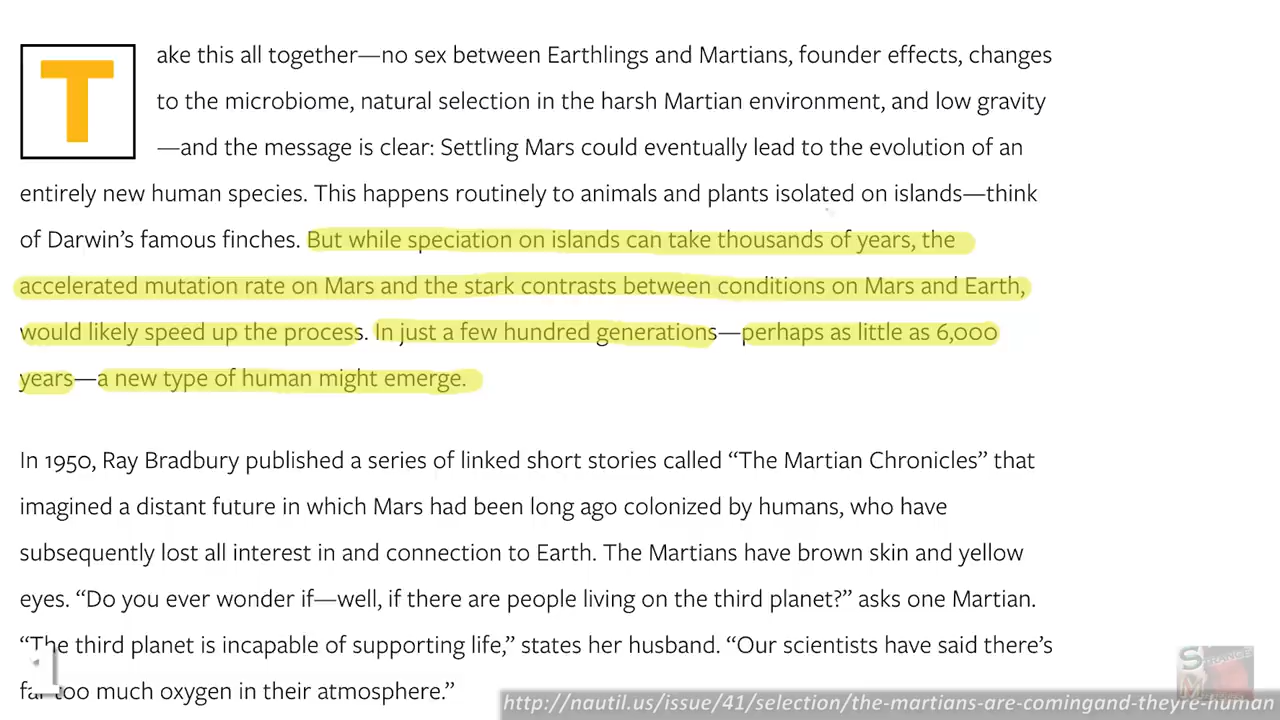 Take this all together—no sex between Earthlings and Martians, founder effects, changes
to the microbiome, natural selection in the harsh Martian environment, and low gravity
—and the message is clear: Settling Mars could eventually lead to the evolution of an
entirely new human species. This happens routinely to animals and plants isolated on islands—think
of Darwin’s famous finches. But while speciation on islands can take thousands of years, the
accelerated mutation rate on Mars and the stark contrasts between conditions on Mars and Earth,
would likely speed up the process. In just a few hundred generations—perhaps as little as 6,000
years—a new type of human might emerge.
In 1950, Ray Bradbury published a series of linked short stories called “The Martian Chronicles” that
imagined a distant future in which Mars had been long ago colonized by humans, who have
subsequently lost all interest in and connection to Earth. The Martians have brown skin and yellow
eyes. “Do you ever wonder if—well, if there are people living on the third planet?” asks one Martian.
“The third planet is incapable of supporting life,” states her husband. “Our scientists have said there’s
far too much oxygen in their atmosphere.”
http://nautil.us/issue/41/selection/the-martians-are-comingand-theyre-human